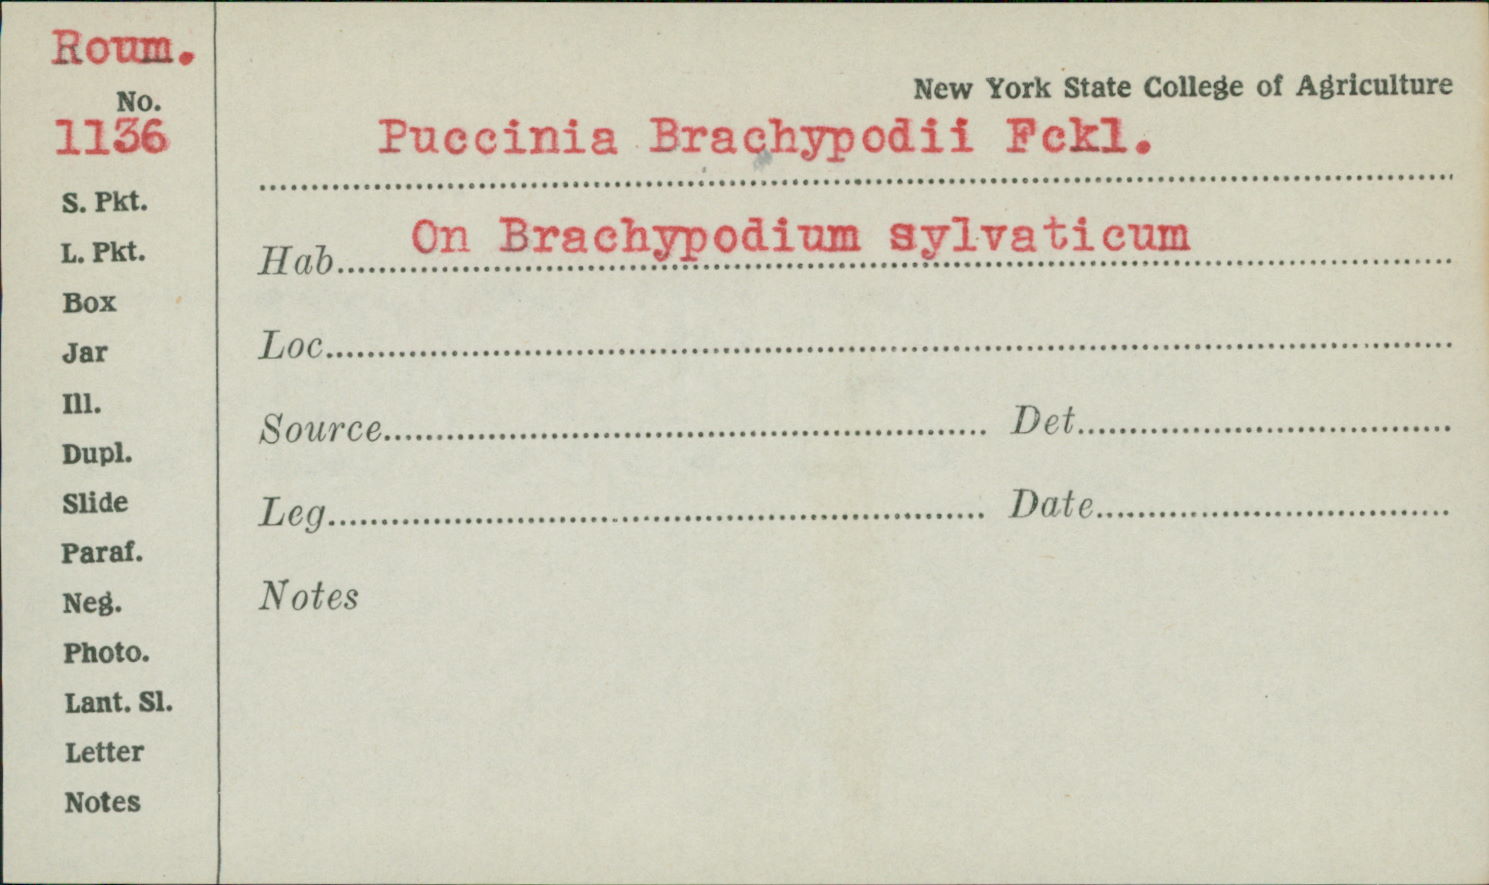 Roum.
No.
1136
S. Pkt.
L. Pkt.
Box
Jar
Ill.
Dupl.
Slide
Paraf.
Neg.
Photo.
Lant. Sl.
Letter
Notes
New York State College of Agriculture
Puccinia Brachypodii Fckl.
Hab. On Brachypodium sylvaticum
Loc.
Source Det.
Leg. Date
Notes